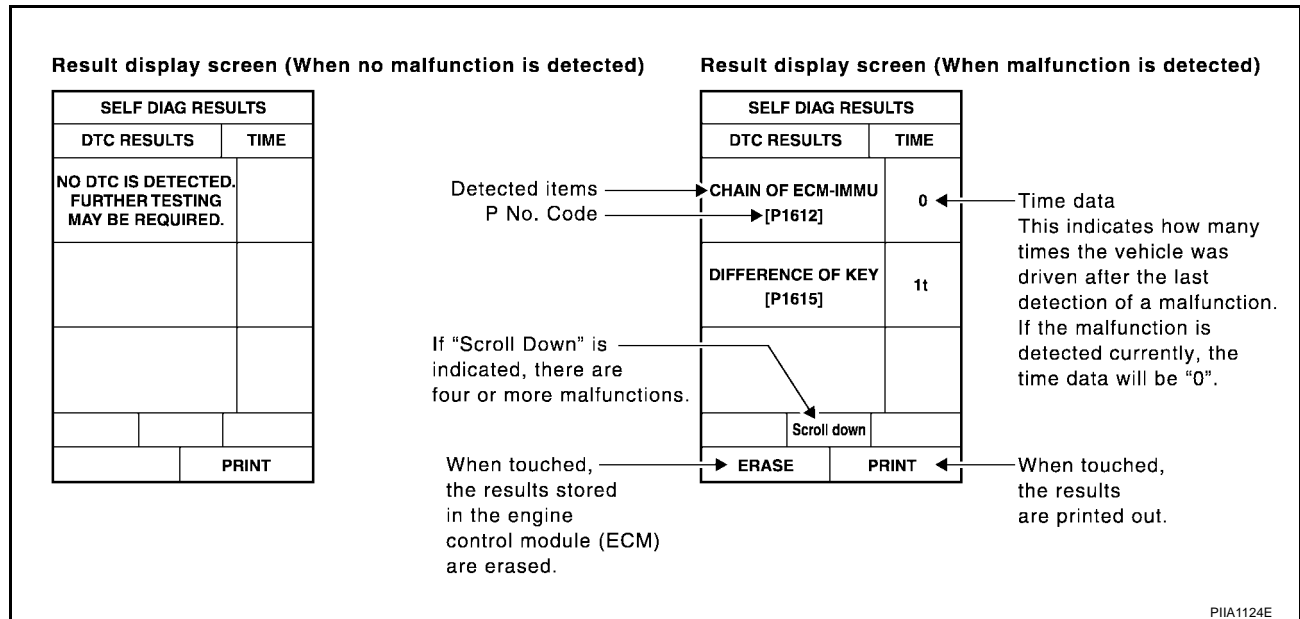 Result display screen (When no malfunction is detected)
SELF DIAG RESULTS
DTC RESULTS
TIME
NO DTC IS DETECTED.
FURTHER TESTING
MAY BE REQUIRED.
PRINT
Result display screen (When malfunction is detected)
SELF DIAG RESULTS
DTC RESULTS
TIME
Detected items
P No. Code
CHAIN OF ECM-IMMU
[P1612]
0
Time data
This indicates how many
times the vehicle was
driven after the last
detection of a malfunction.
If the malfunction is
detected currently, the
time data will be “0”.
DIFFERENCE OF KEY
[P1615]
1t
If “Scroll Down” is
indicated, there are
four or more malfunctions.
Scroll down
When touched,
the results stored
in the engine
control module (ECM)
are erased.
ERASE
PRINT
When touched,
the results
are printed out.
PIIA1124E